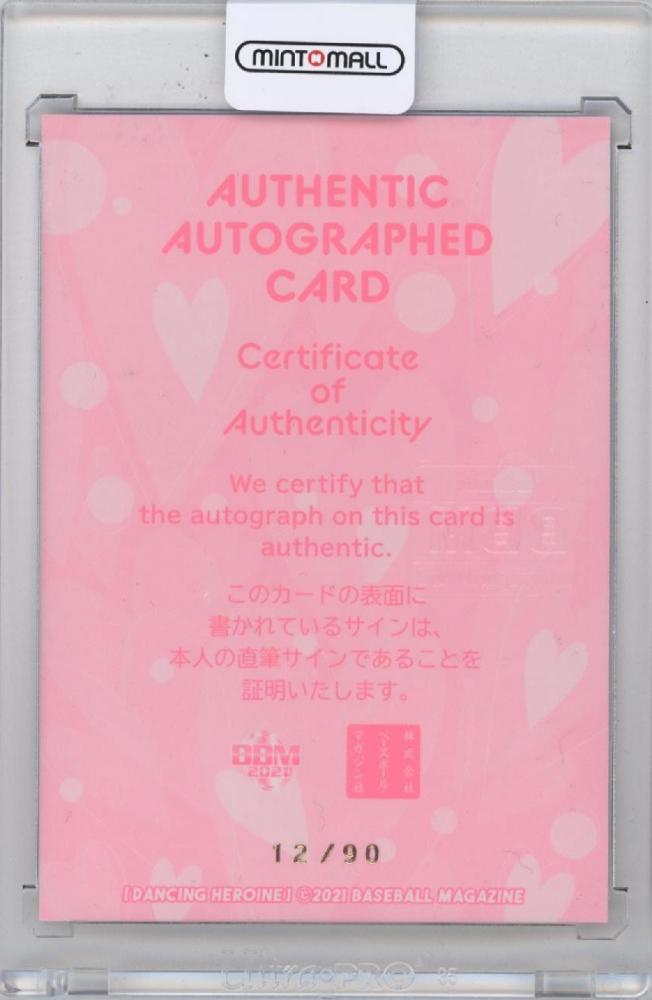 MINTMALL
AUTHENTIC
AUTOGRAPHED
CARD
Certificate
of
Authenticity
We certify that
the autograph on this card is
authentic.
BBM
このカードの表面に
書かれているサインは、
本人の直筆サインであることを
証明いたします。
BBM
2021
株式会社
ベースボール・
マガジン社
12/90
[DANCING HEROINE] ©2021 BASEBALL MAGAZINE
ultra·PRO 35